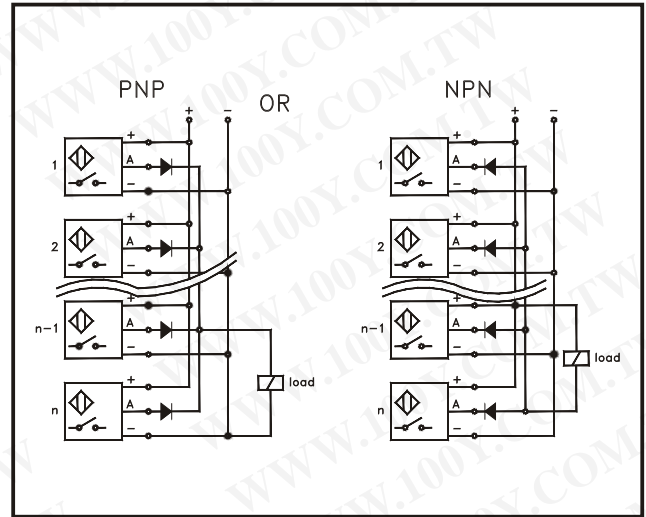 PNP OR NPN
+ − + −
1 + A −
1 + A −
2 + A −
2 + A −
n-1 + A −
n-1 + A −
load
load
n + A −
n + A −
WWW.100Y.COM.TW